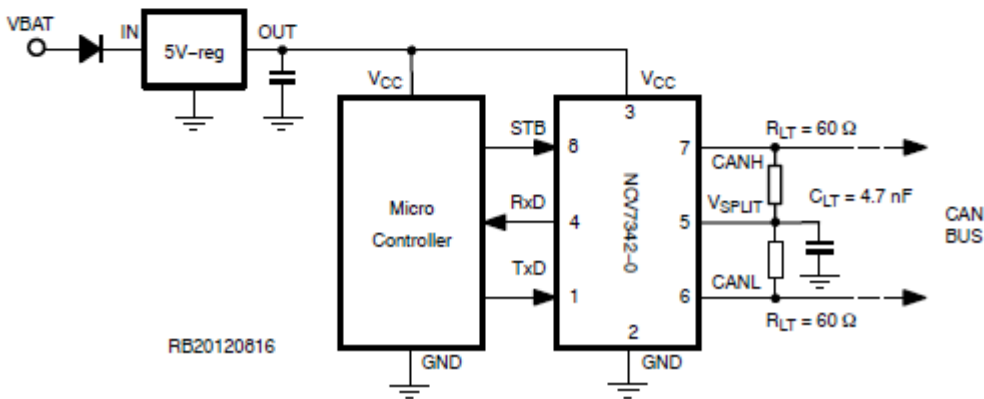 VBAT
IN
5V-reg
OUT
VCC
VCC
3
STB
8
7
RLT = 60 Ω
CANH
RxD
4
NCV7342-0
VSPLIT
5
CLT = 4.7 nF
CAN
BUS
Micro
Controller
TxD
1
6
CANL
RLT = 60 Ω
2
RB20120816
GND
GND